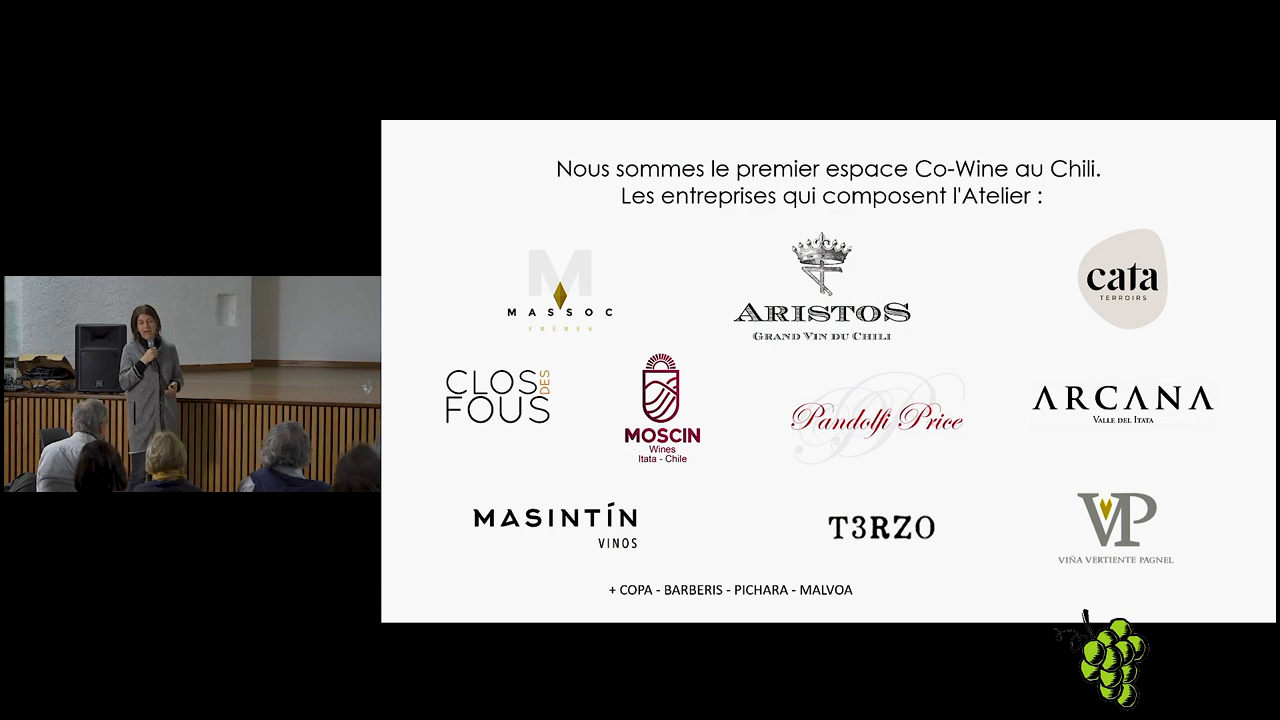 Nous sommes le premier espace Co-Wine au Chili.
Les entreprises qui composent l'Atelier :
M
MASSOC
FRÈRES
ARISTOS
GRAND VIN DU CHILI
cata
TERROIRS
CLOS DES
FOUS
MOSCIN
Wines
Itata - Chile
PP
Pandolfi Price
ARCANA
VALLE DEL ITATA
MASINTÍN
VINOS
T3RZO
VP
VIÑA VERTIENTE PAGNEL
+ COPA - BARBERIS - PICHARA - MALVOA